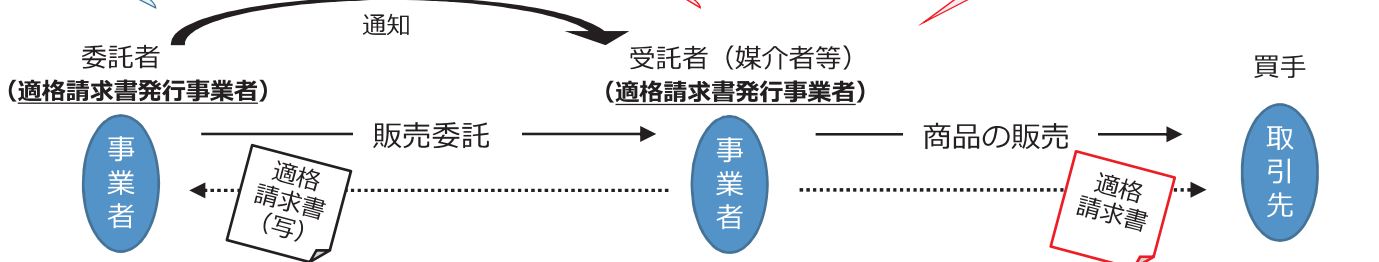 通知
委託者
（適格請求書発行事業者）
受託者（媒介者等）
（適格請求書発行事業者）
買手
事業者
販売委託
適格
請求書
（写）
事業者
商品の販売
適格
請求書
取引先